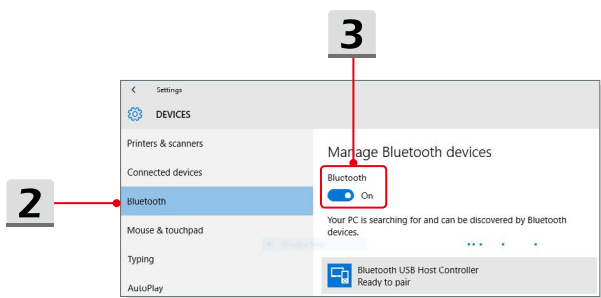 3
Settings
DEVICES
Printers & scanners
Connected devices
2
Bluetooth
Mouse & touchpad
Typing
AutoPlay
Manage Bluetooth devices
Bluetooth
On
Your PC is searching for and can be discovered by Bluetooth
devices.
Bluetooth USB Host Controller
Ready to pair